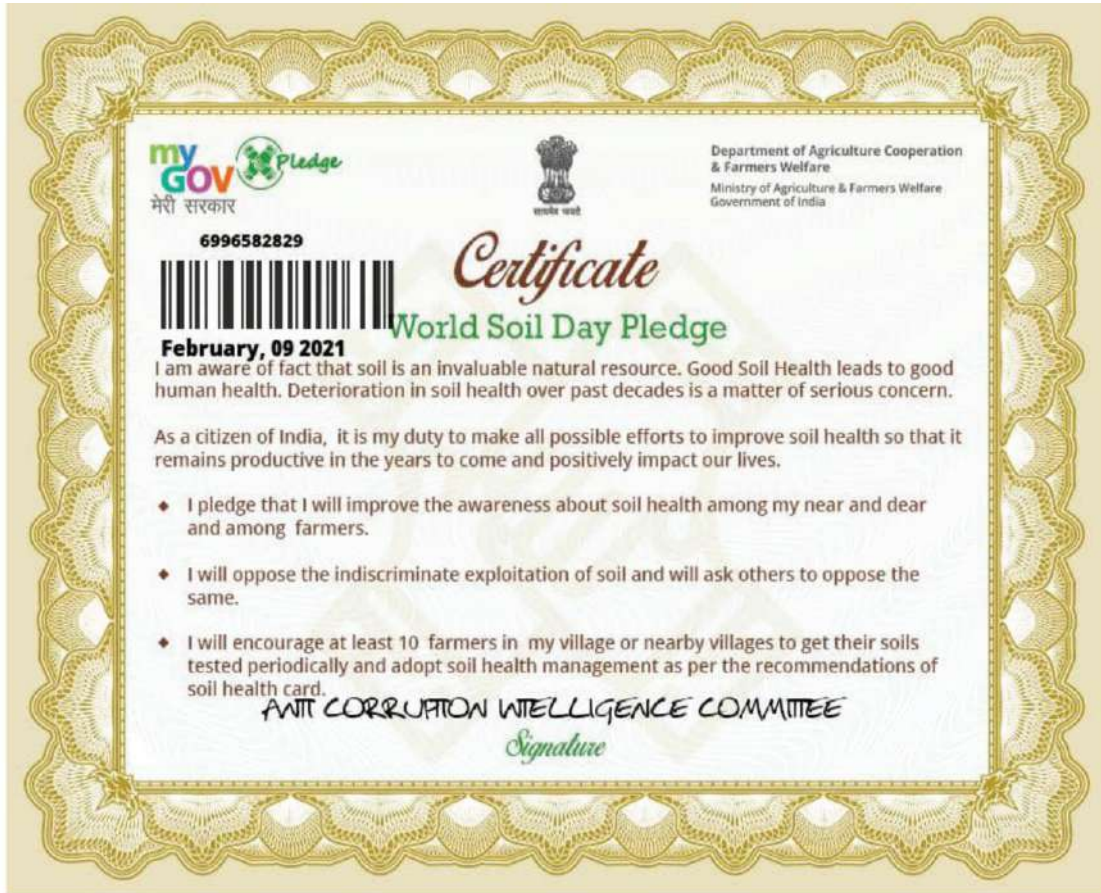 my
GOV
मेरी सरकार
Pledge
सत्यमेव जयते
Department of Agriculture Cooperation
& Farmers Welfare
Ministry of Agriculture & Farmers Welfare
Government of India
6996582829
February, 09 2021
Certificate
World Soil Day Pledge
I am aware of fact that soil is an invaluable natural resource. Good Soil Health leads to good
human health. Deterioration in soil health over past decades is a matter of serious concern.
As a citizen of India, it is my duty to make all possible efforts to improve soil health so that it
remains productive in the years to come and positively impact our lives.
◆ I pledge that I will improve the awareness about soil health among my near and dear
and among farmers.
◆ I will oppose the indiscriminate exploitation of soil and will ask others to oppose the
same.
◆ I will encourage at least 10 farmers in my village or nearby villages to get their soils
tested periodically and adopt soil health management as per the recommendations of
soil health card.
ANTI CORRUPTION INTELLIGENCE COMMITTEE
Signature